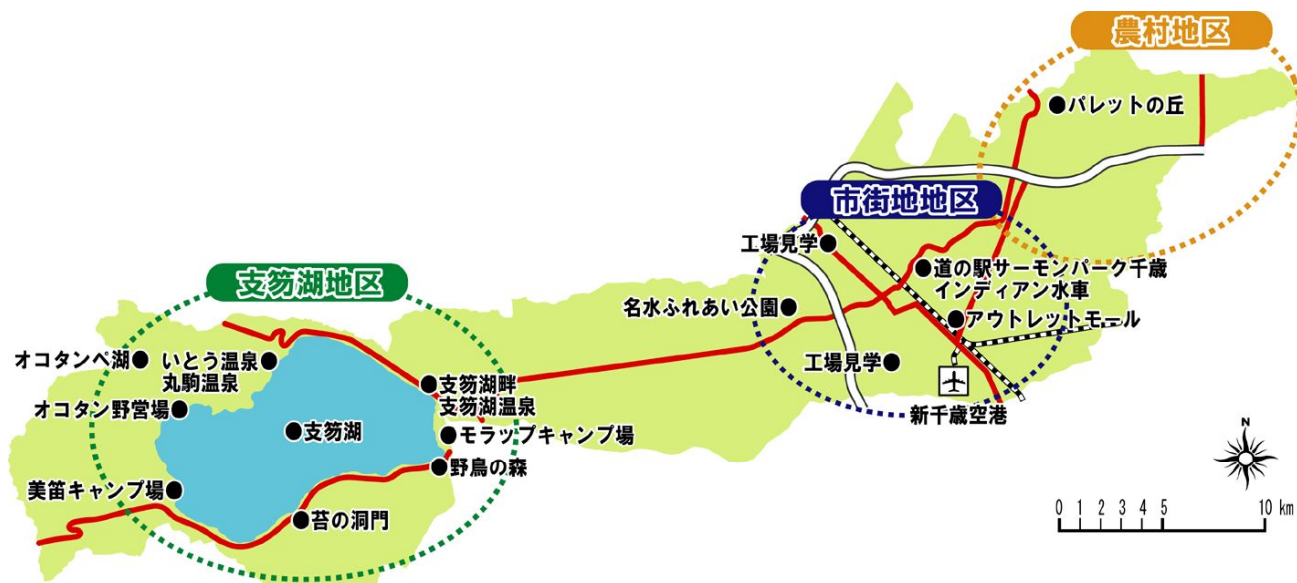 農村地区
パレットの丘
市街地地区
工場見学
道の駅サーモンパーク千歳
インディアン水車
名水ふれあい公園
アウトレットモール
工場見学
新千歳空港
支笏湖地区
オコタンペ湖
いとう温泉
丸駒温泉
支笏湖畔
支笏湖温泉
オコタン野営場
支笏湖
モラップキャンプ場
野鳥の森
美笛キャンプ場
苔の洞門
N
0 1 2 3 4 5 10 km